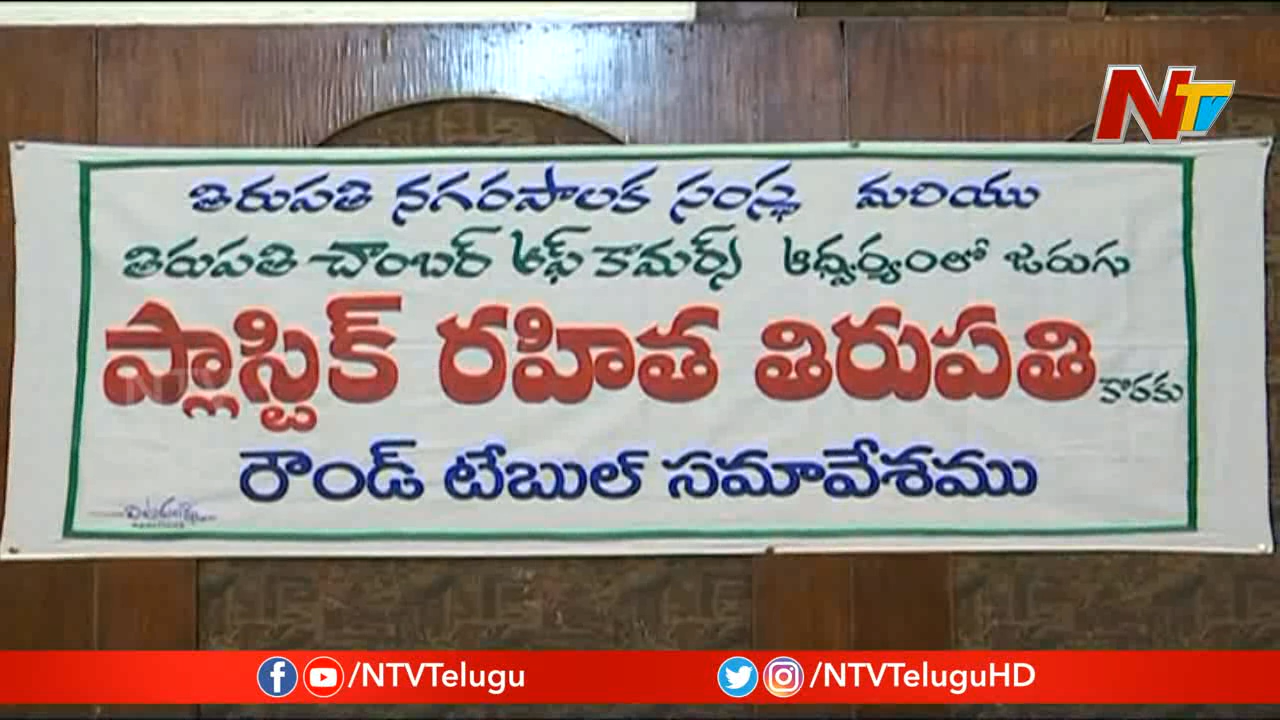 NTV
తిరుపతి నగరపాలక సంస్థ మరియు
తిరుపతి చాంబర్ ఆఫ్ కామర్స్ ఆధ్వర్యంలో జరుగు
ప్లాస్టిక్ రహిత తిరుపతి కొరకు
రౌండ్ టేబుల్ సమావేశము
/NTVTelugu /NTVTeluguHD